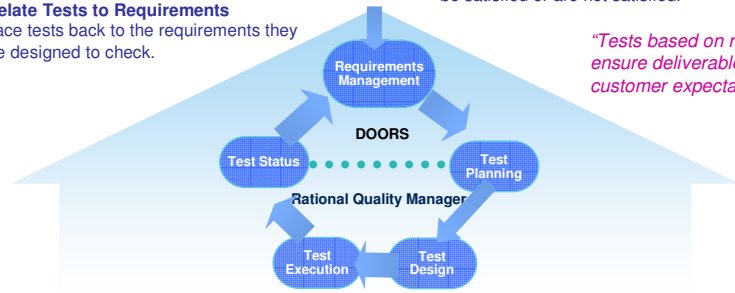 elate Tests to Requirements
ace tests back to the requirements they
e designed to check.
be satisfied or are not satisfied.
"Tests based on
ensure deliverable
customer expecta
Requirements
Management
DOORS
Test Status
Test
Planning
Rational Quality Manager
Test
Execution
Test
Design